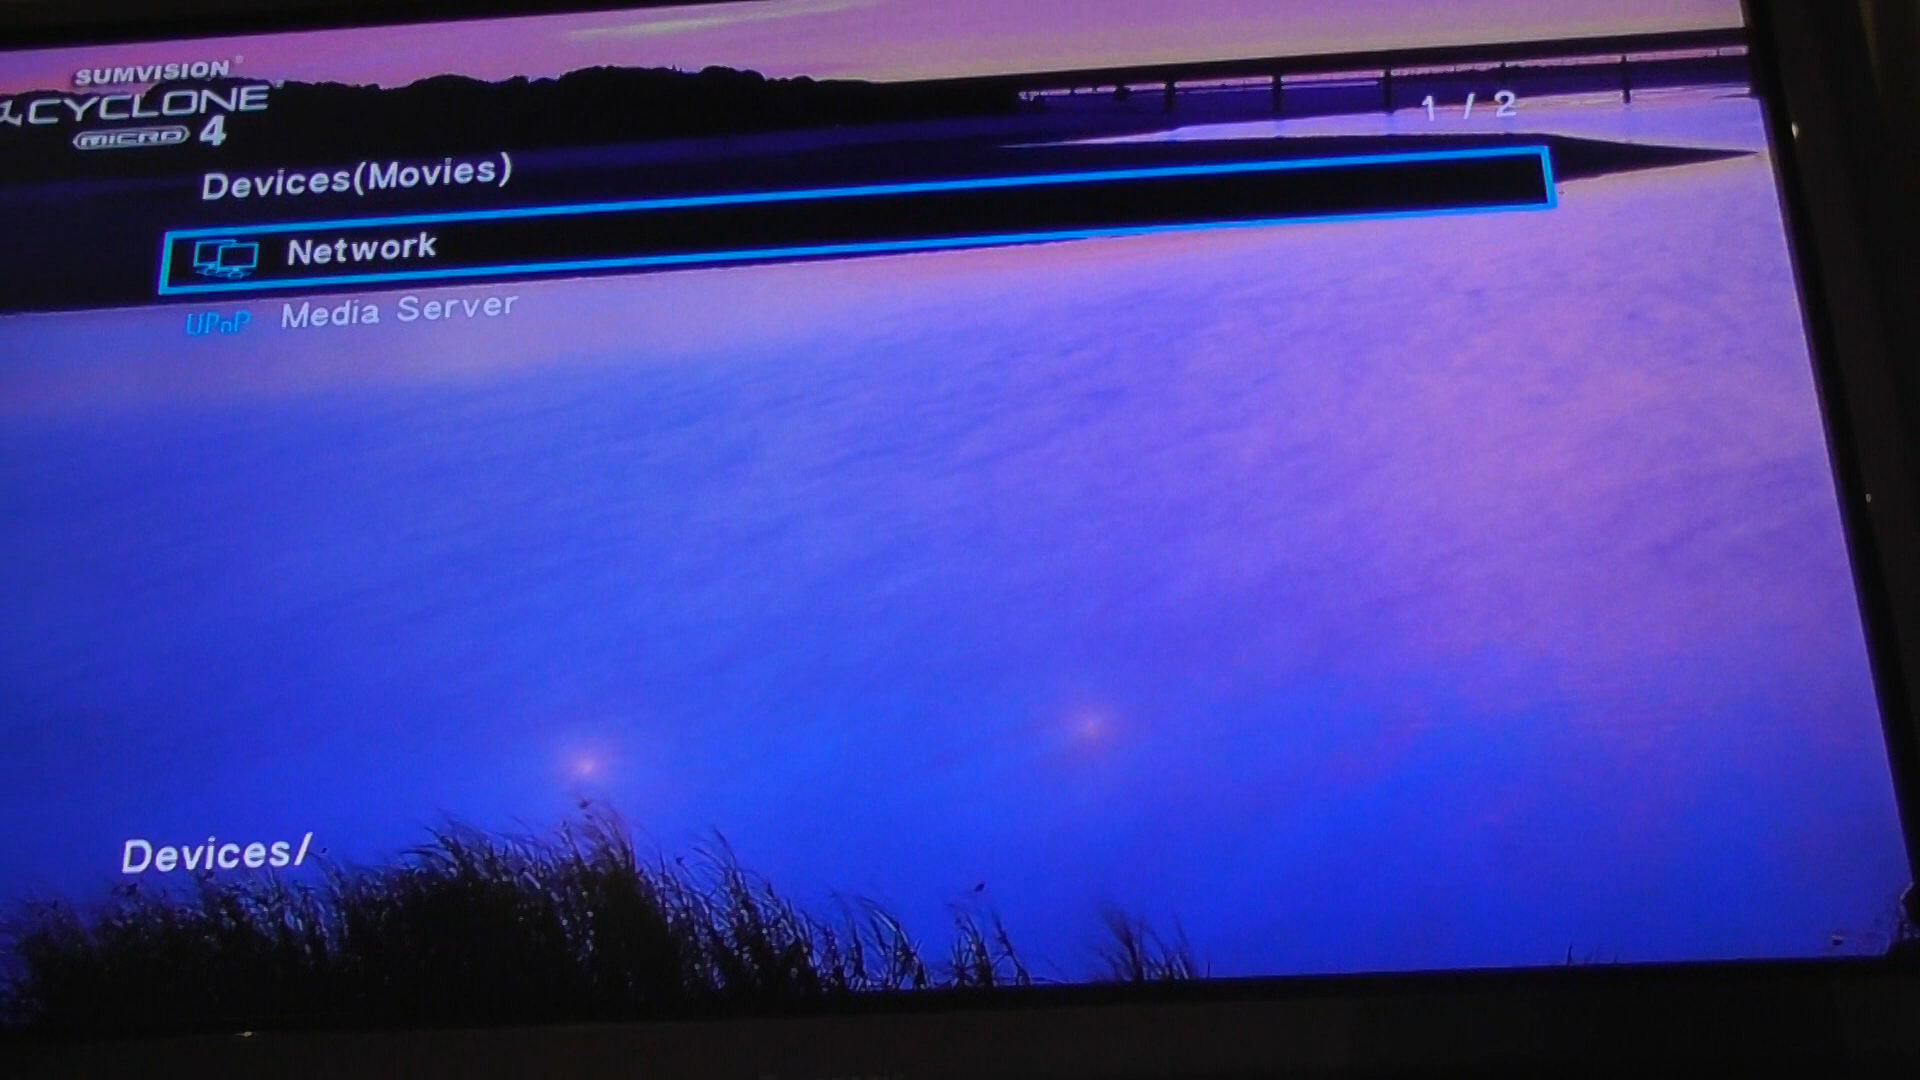 SUMVISION
CYCLONE
MICRO 4
1 / 2
Devices(Movies)
Network
UPnP Media Server
Devices/